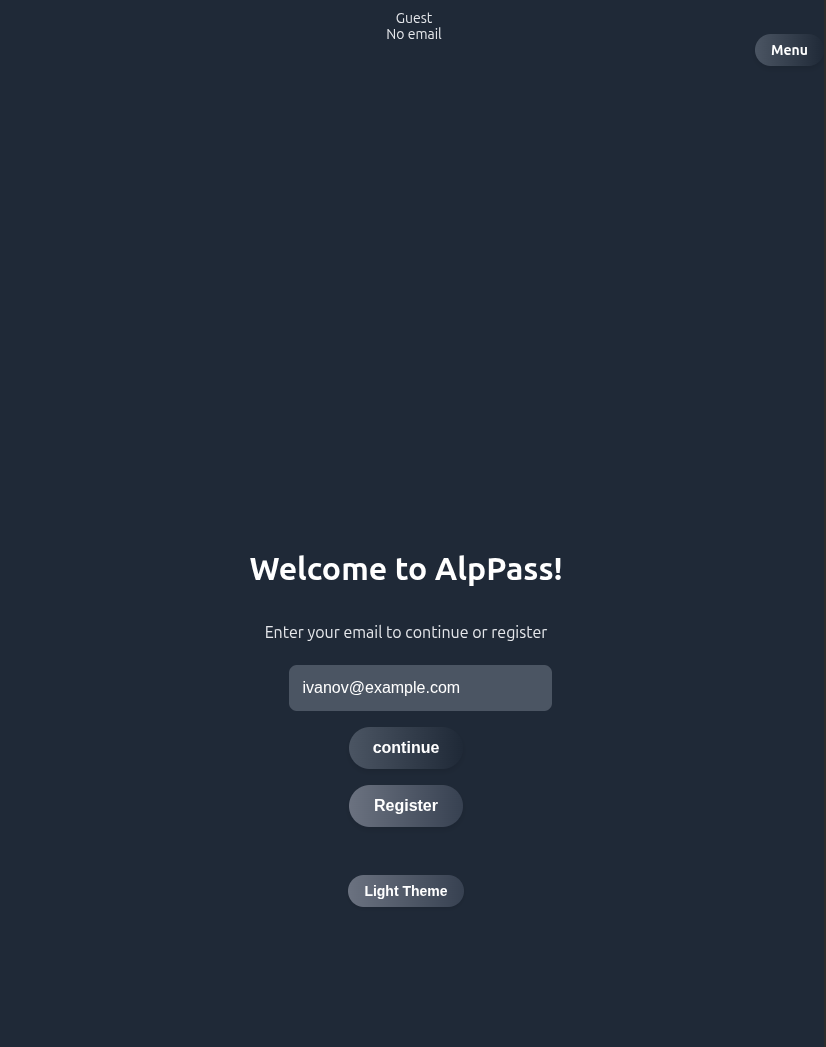 Guest
No email
Menu
Welcome to AlpPass!
Enter your email to continue or register
ivanov@example.com
continue
Register
Light Theme